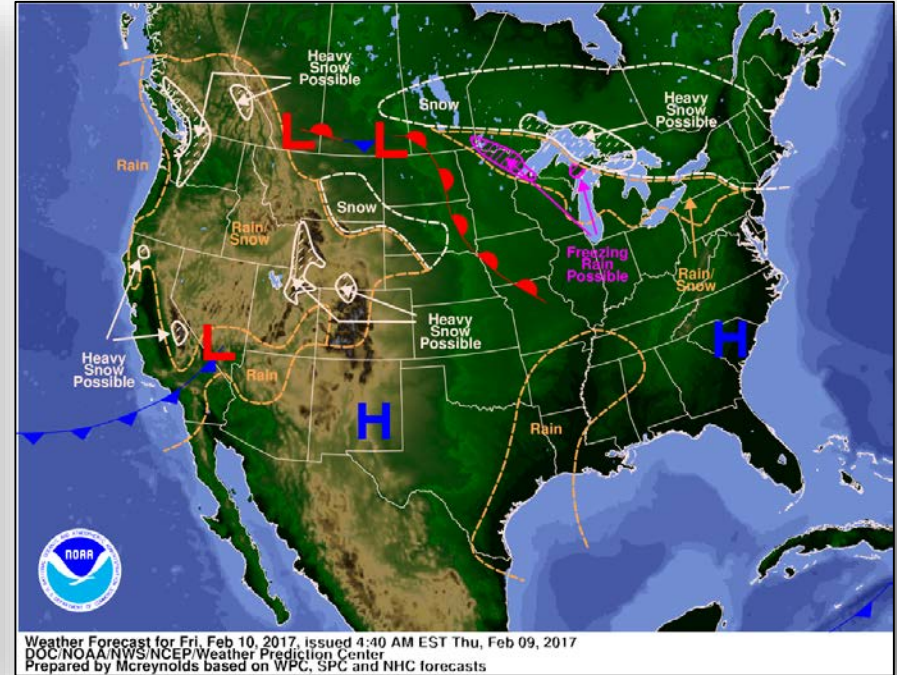 Heavy
Snow
Possible
Snow
Heavy
Snow
Possible
L
L
Rain
Snow
Rain/
Snow
Freezing
Rain
Possible
Rain/
Snow
Heavy
Snow
Possible
H
L
Heavy
Snow
Possible
Rain
H
Rain
NOAA
Weather Forecast for Fri, Feb 10, 2017, issued 4:40 AM EST Thu, Feb 09, 2017
DOC/NOAA/NWS/NCEP/Weather Prediction Center
Prepared by Mcreynolds based on WPC, SPC and NHC forecasts